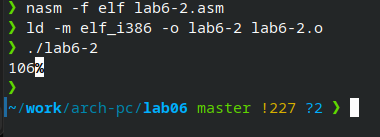 ❯ nasm -f elf lab6-2.asm
❯ ld -m elf_i386 -o lab6-2 lab6-2.o
❯ ./lab6-2
106%
❯
~/work/arch-pc/lab06 master !227 ?2 ❯